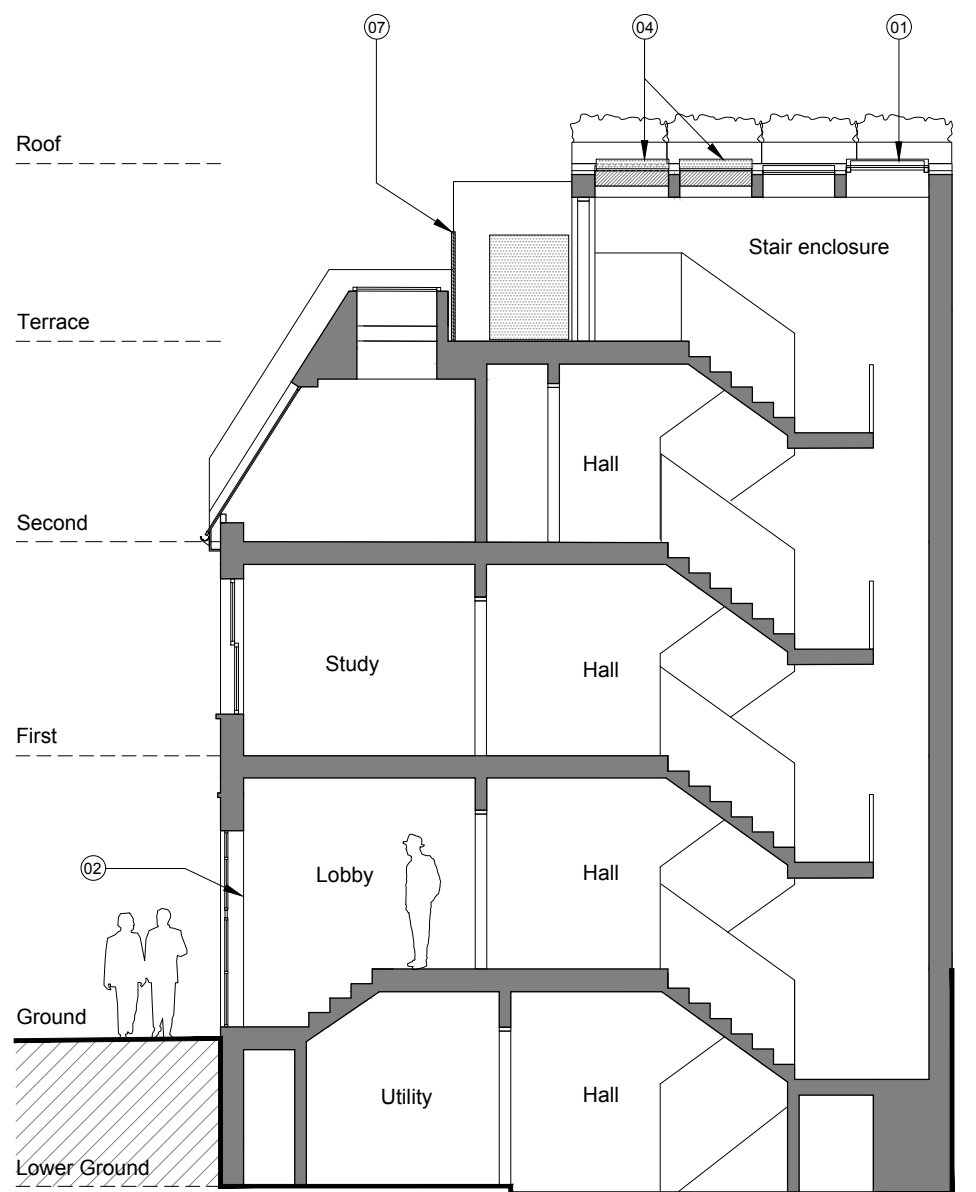 07
04
01
Roof
Stair enclosure
Terrace
Hall
Second
Study
Hall
First
02
Lobby
Hall
Ground
Utility
Hall
Lower Ground